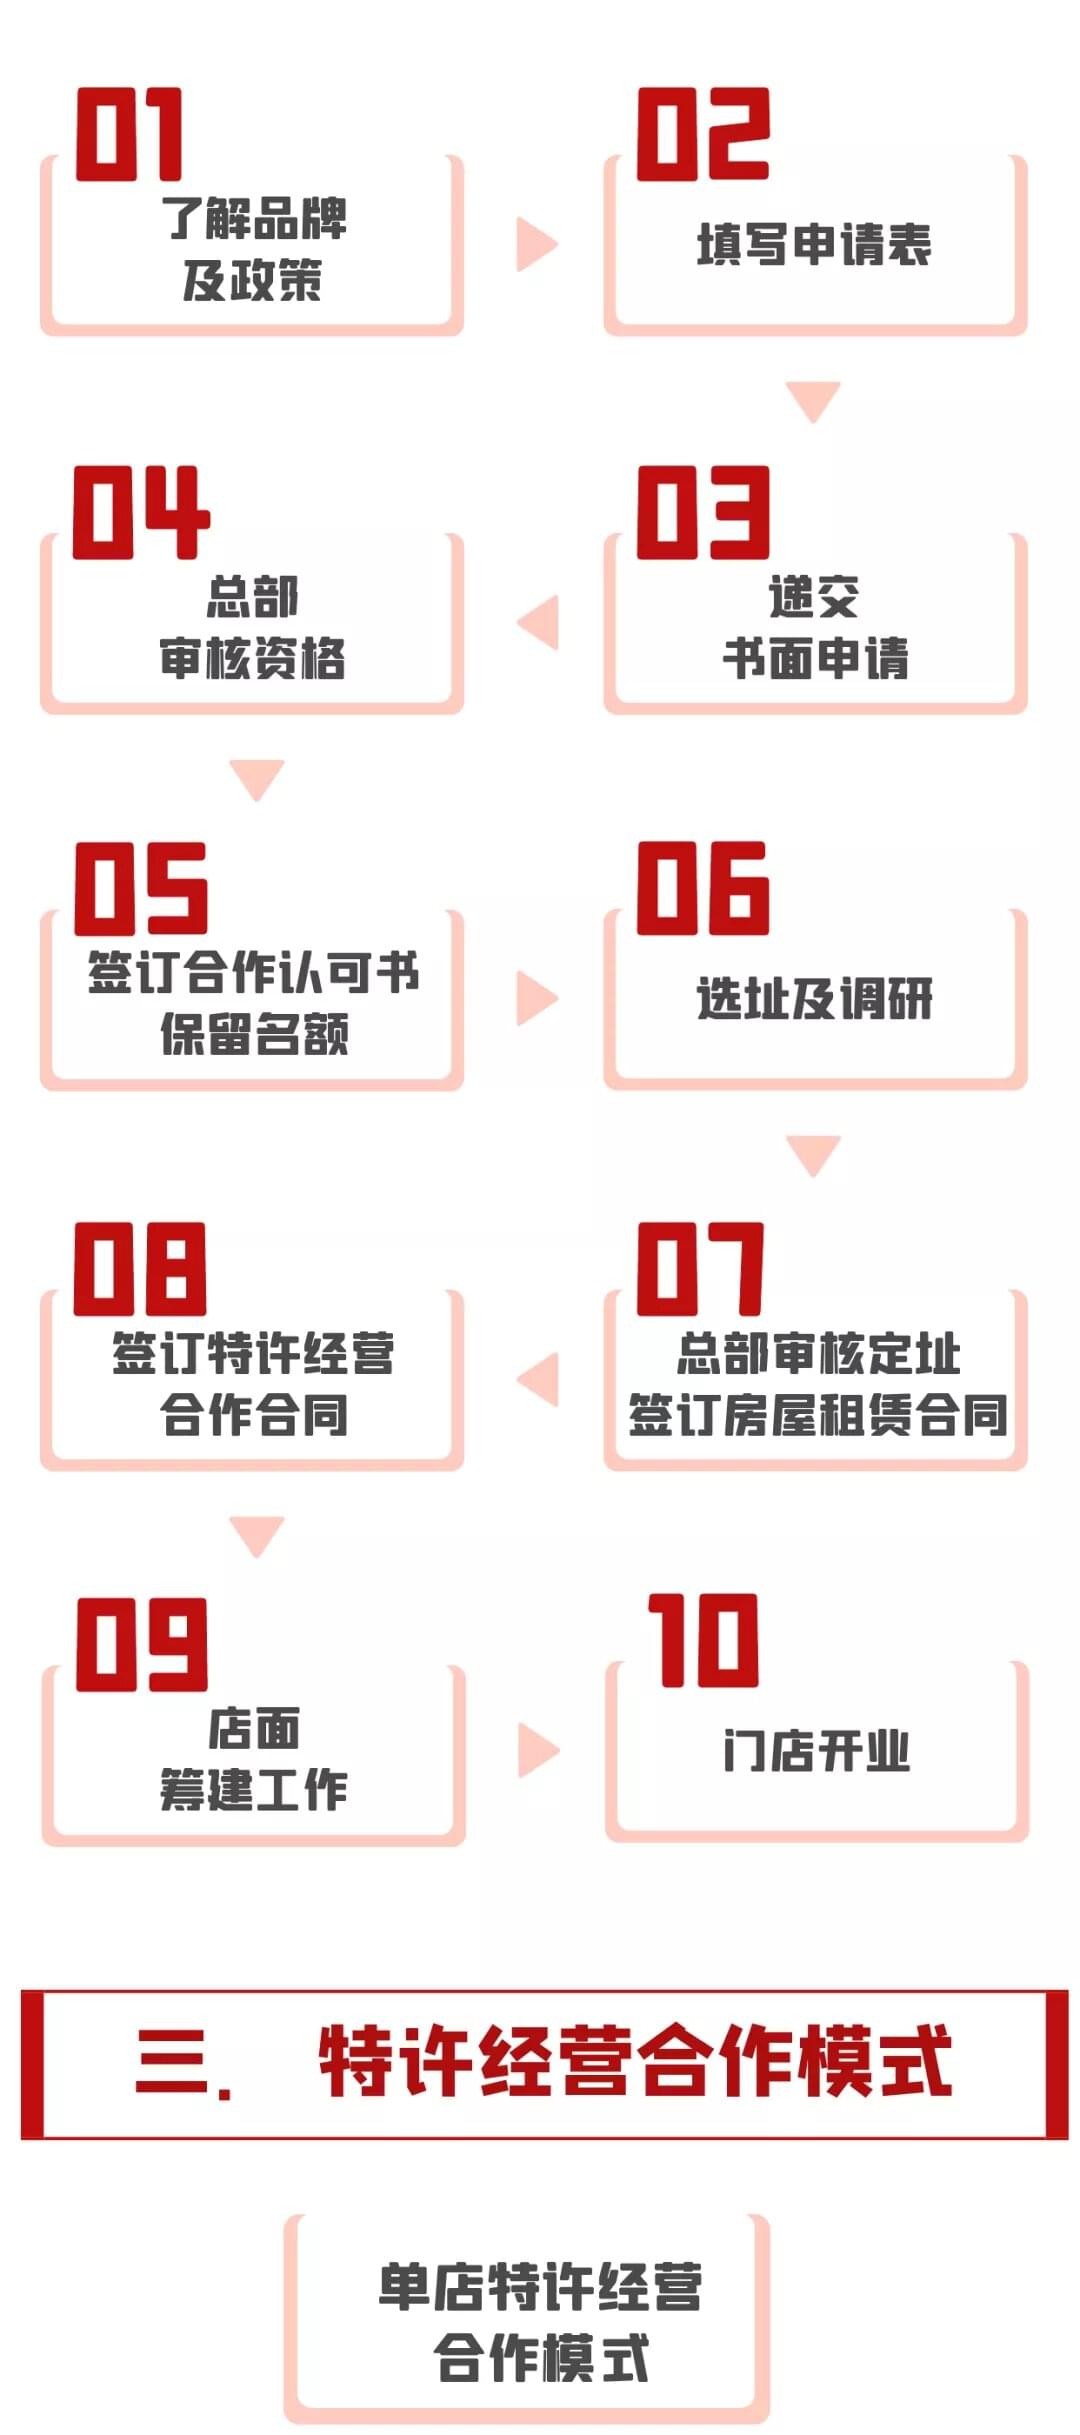 01
了解品牌
及政策
02
填写申请表
03
递交
书面申请
04
总部
审核资格
05
签订合作认可书
保留名额
06
选址及调研
07
总部审核定址
签订房屋租赁合同
08
签订特许经营
合作合同
09
店面
筹建工作
10
门店开业
三. 特许经营合作模式
单店特许经营
合作模式